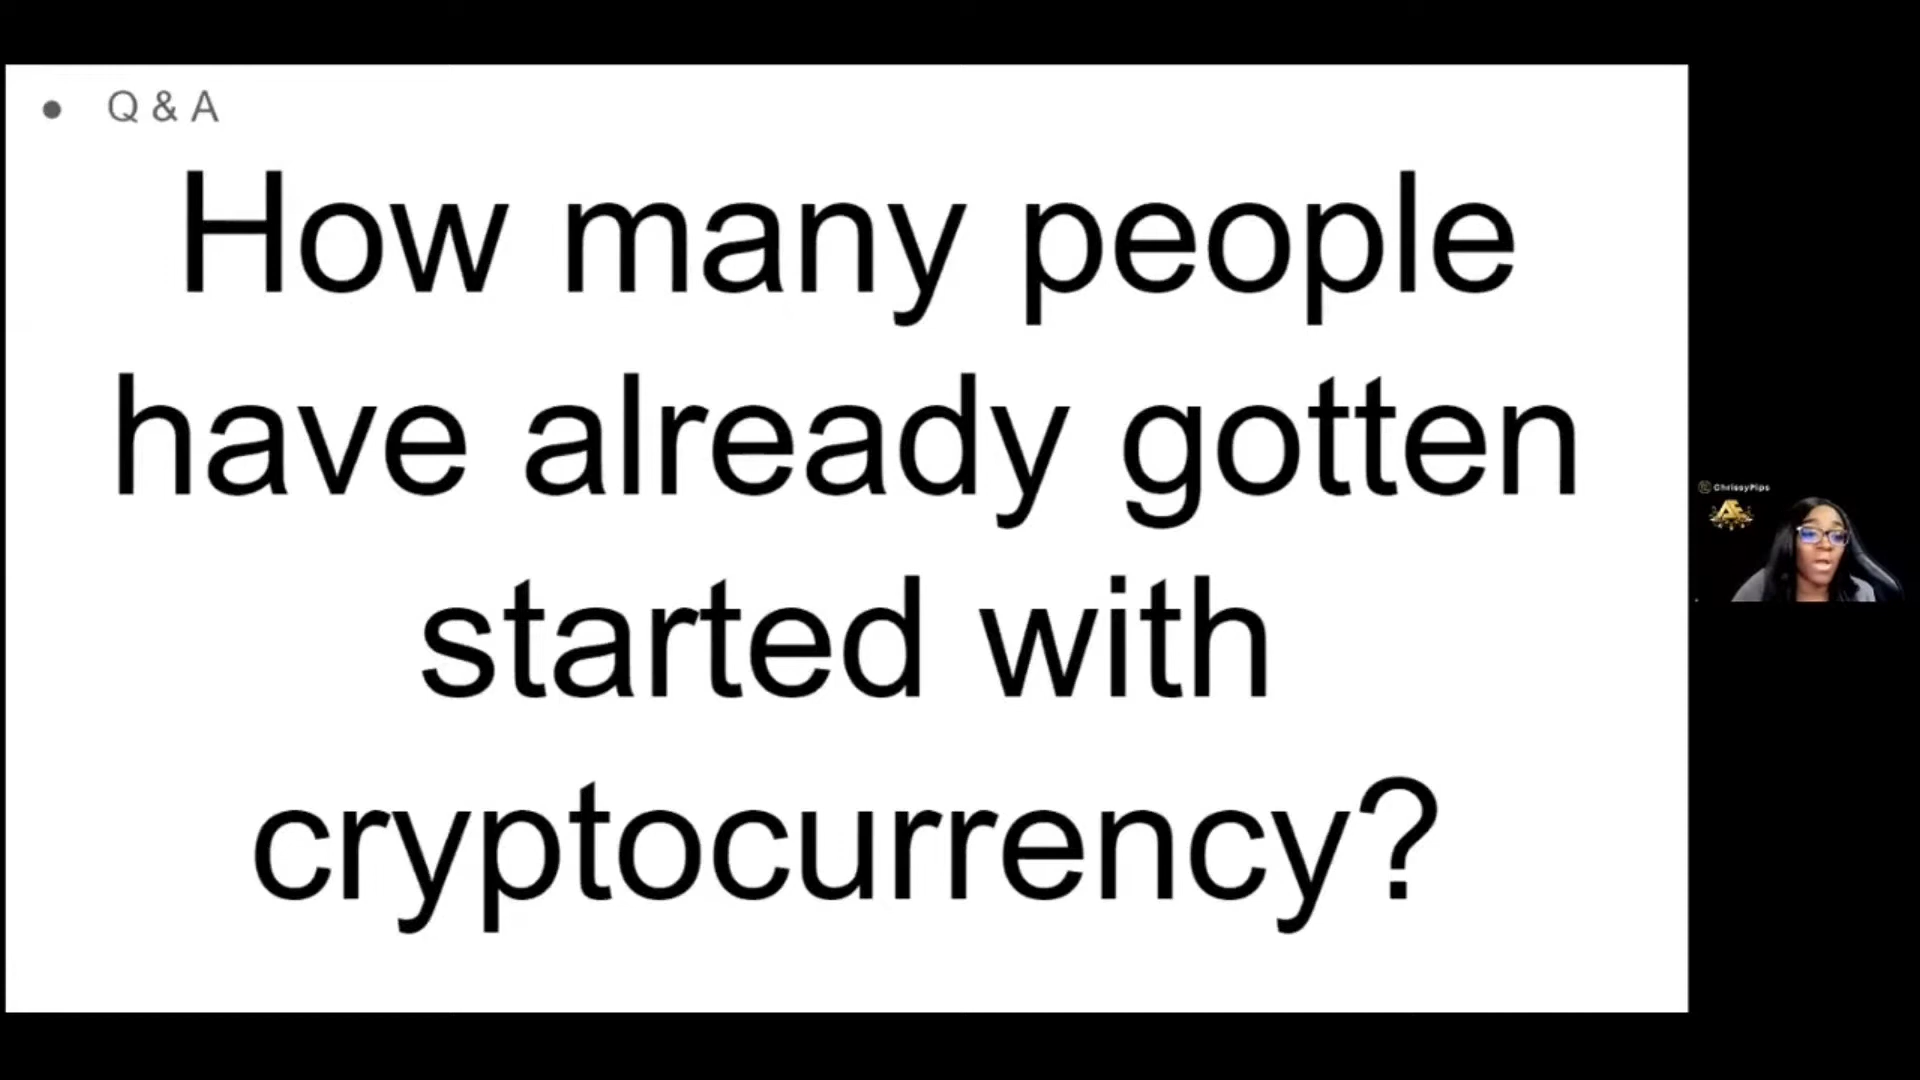 • Q & A
How many people
have already gotten
started with
cryptocurrency?
ChrissyPips